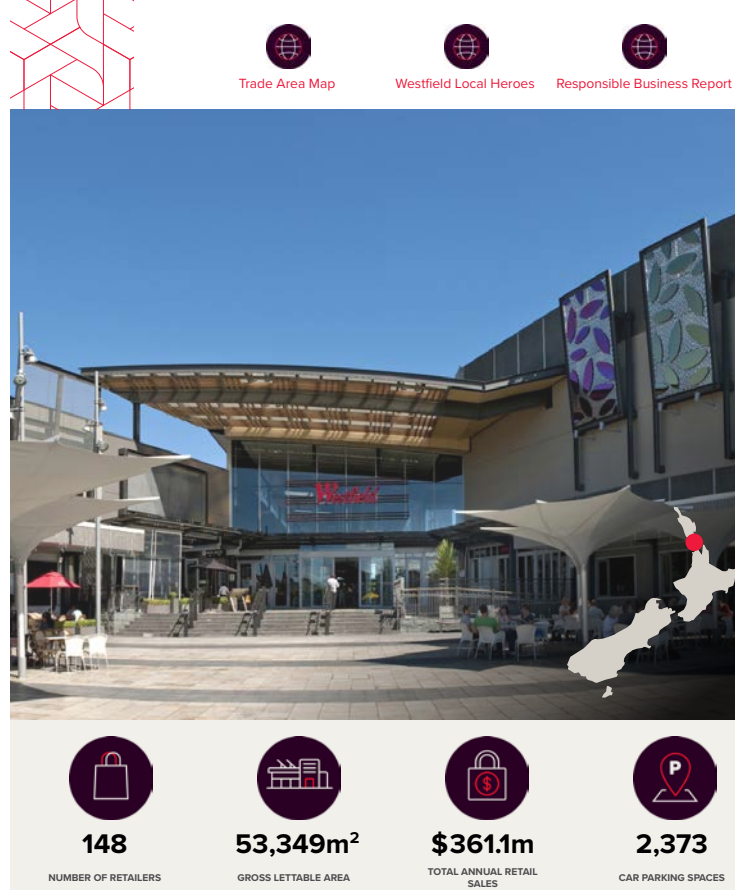 Trade Area Map
Westfield Local Heroes
Responsible Business Report
Westfield
P
$
148
53,349m²
$361.1m
2,373
NUMBER OF RETAILERS
GROSS LETTABLE AREA
TOTAL ANNUAL RETAIL
SALES
CAR PARKING SPACES